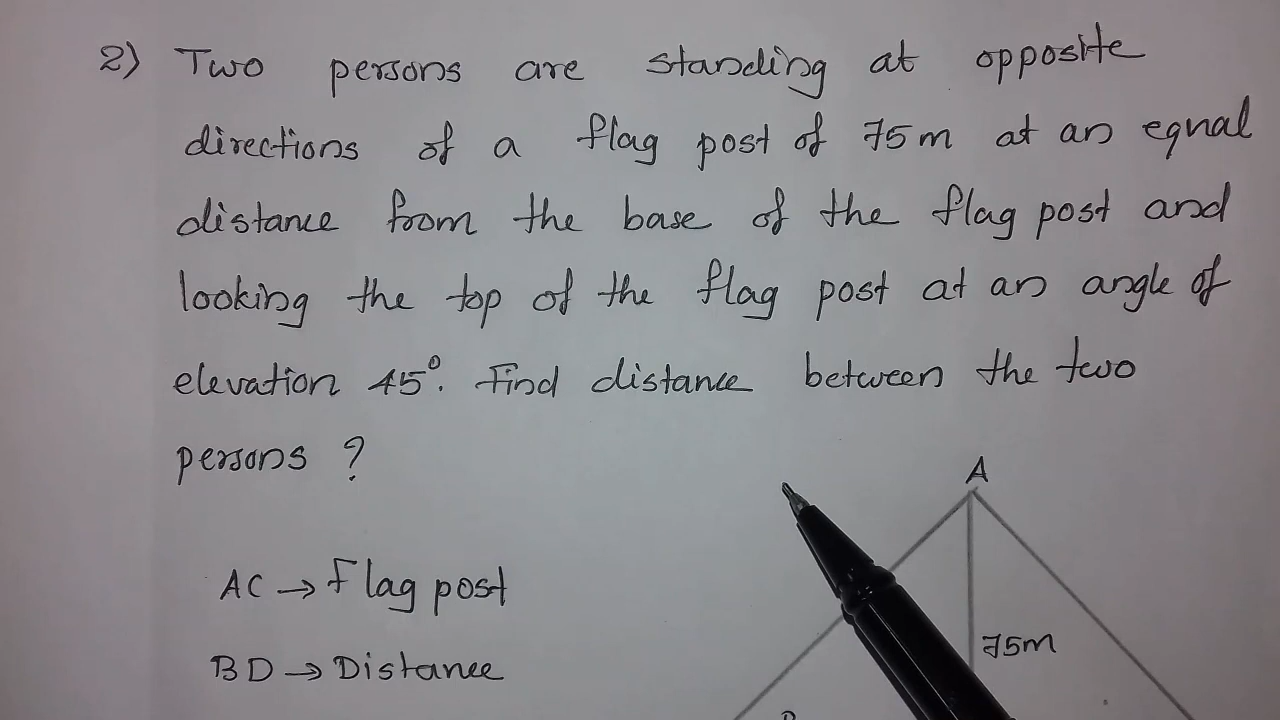 2) Two persons are standing at opposite
directions of a flag post of 75m at an equal
distance from the base of the flag post and
looking the top of the flag post at an angle of
elevation 45°. Find distance between the two
persons ?
A
AC → Flag post
75m
BD → Distance